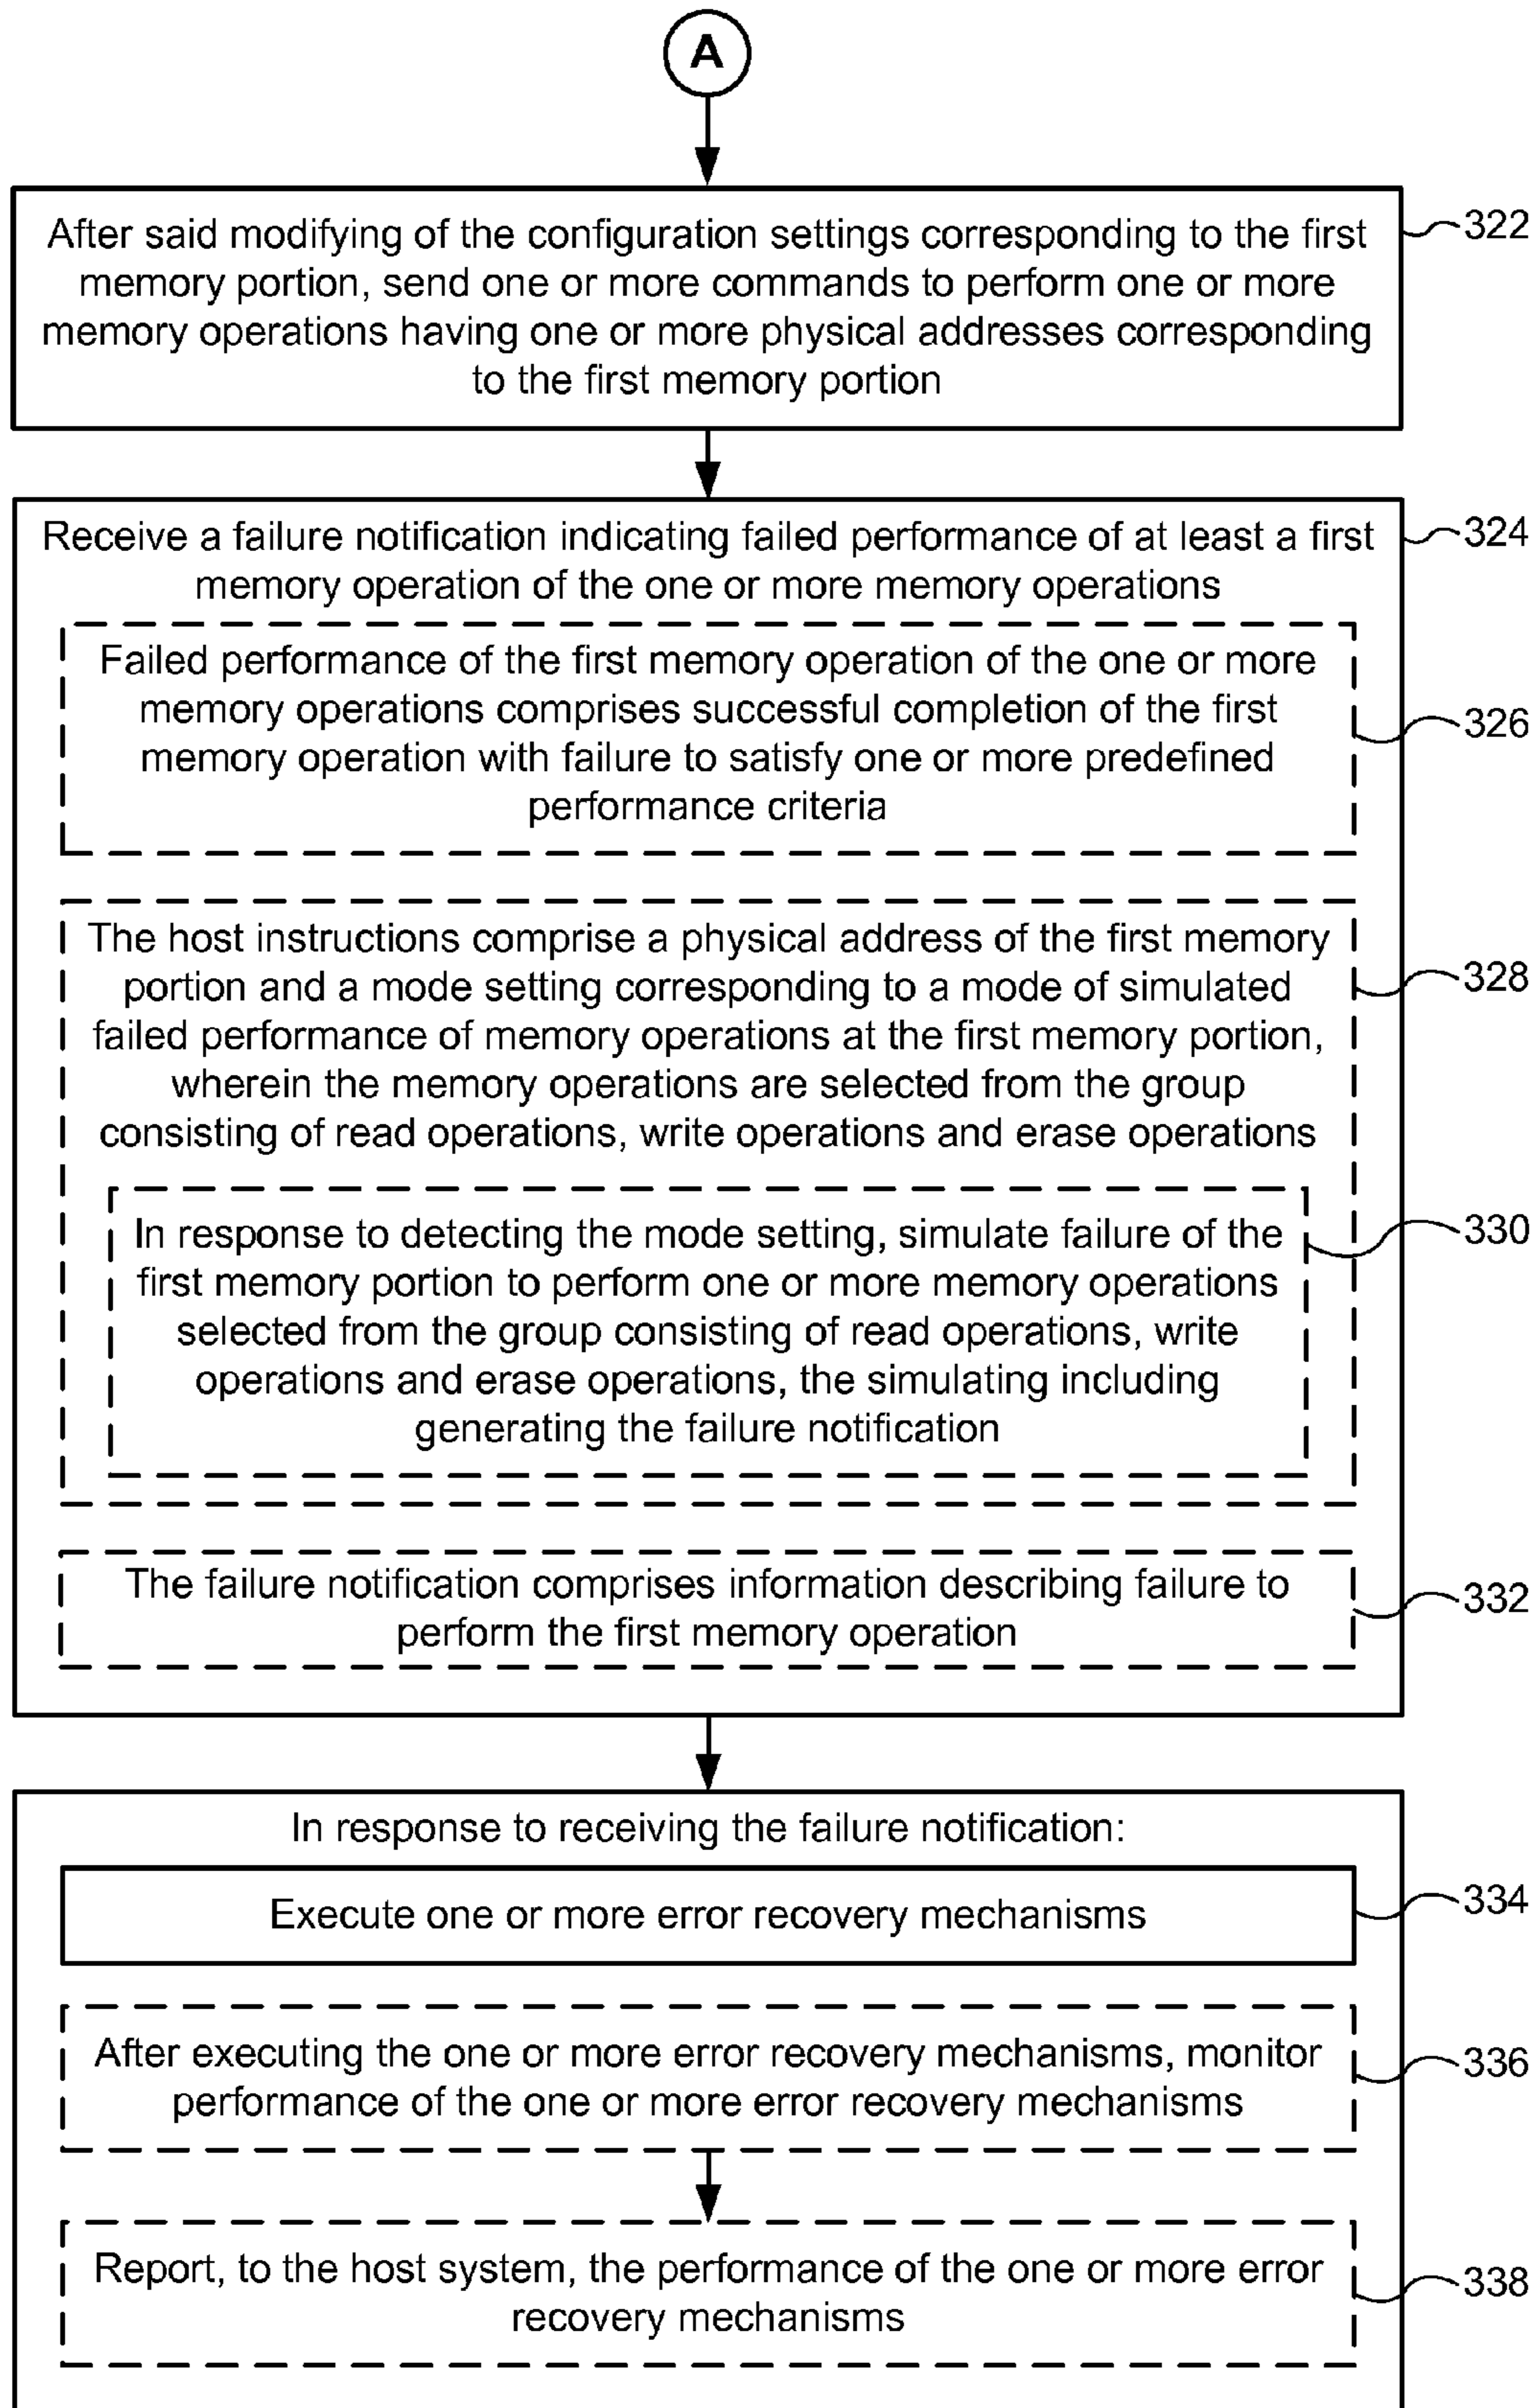 A
After said modifying of the configuration settings corresponding to the first
memory portion, send one or more commands to perform one or more
memory operations having one or more physical addresses corresponding
to the first memory portion
322
Receive a failure notification indicating failed performance of at least a first
memory operation of the one or more memory operations
324
Failed performance of the first memory operation of the one or more
memory operations comprises successful completion of the first
memory operation with failure to satisfy one or more predefined
performance criteria
326
The host instructions comprise a physical address of the first memory
portion and a mode setting corresponding to a mode of simulated
failed performance of memory operations at the first memory portion,
wherein the memory operations are selected from the group
consisting of read operations, write operations and erase operations
328
In response to detecting the mode setting, simulate failure of the
first memory portion to perform one or more memory operations
selected from the group consisting of read operations, write
operations and erase operations, the simulating including
generating the failure notification
330
The failure notification comprises information describing failure to
perform the first memory operation
332
In response to receiving the failure notification:
Execute one or more error recovery mechanisms
334
After executing the one or more error recovery mechanisms, monitor
performance of the one or more error recovery mechanisms
336
Report, to the host system, the performance of the one or more error
recovery mechanisms
338